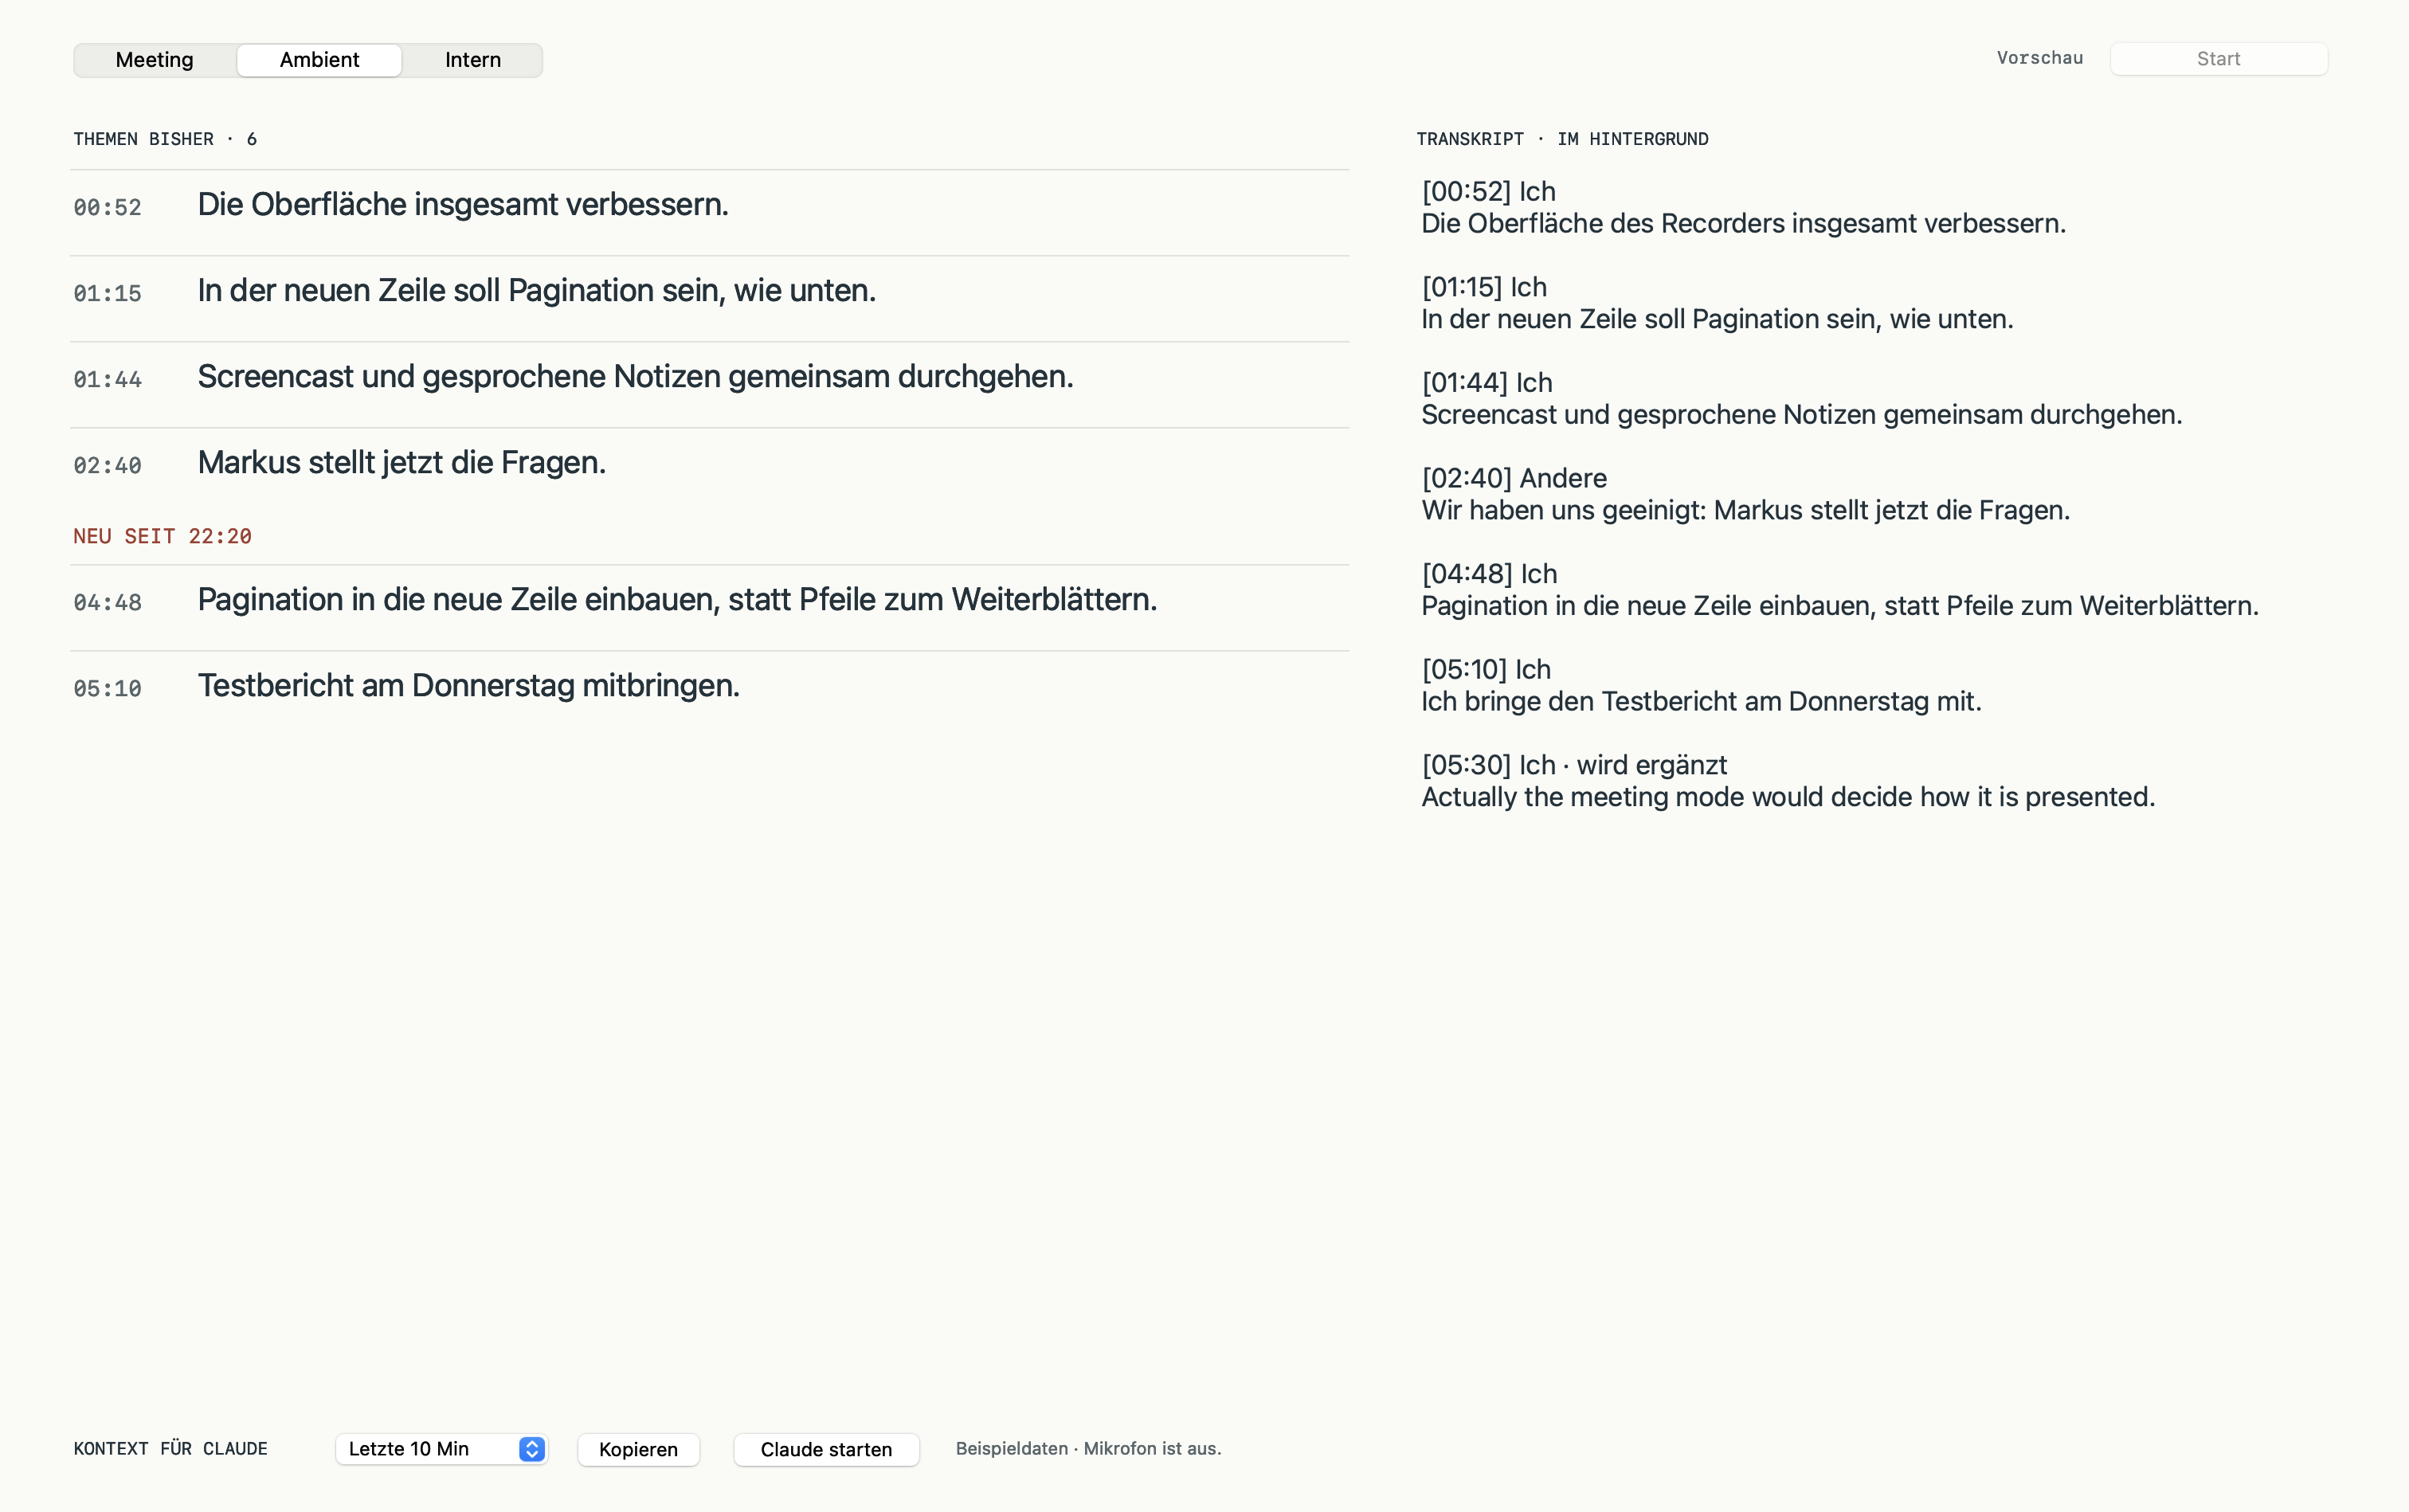 Meeting
Ambient
Intern
Vorschau
Start
THEMEN BISHER · 6
00:52 Die Oberfläche insgesamt verbessern.
01:15 In der neuen Zeile soll Pagination sein, wie unten.
01:44 Screencast und gesprochene Notizen gemeinsam durchgehen.
02:40 Markus stellt jetzt die Fragen.
NEU SEIT 22:20
04:48 Pagination in die neue Zeile einbauen, statt Pfeile zum Weiterblättern.
05:10 Testbericht am Donnerstag mitbringen.
TRANSKRIPT · IM HINTERGRUND
[00:52] Ich
Die Oberfläche des Recorders insgesamt verbessern.
[01:15] Ich
In der neuen Zeile soll Pagination sein, wie unten.
[01:44] Ich
Screencast und gesprochene Notizen gemeinsam durchgehen.
[02:40] Andere
Wir haben uns geeinigt: Markus stellt jetzt die Fragen.
[04:48] Ich
Pagination in die neue Zeile einbauen, statt Pfeile zum Weiterblättern.
[05:10] Ich
Ich bringe den Testbericht am Donnerstag mit.
[05:30] Ich · wird ergänzt
Actually the meeting mode would decide how it is presented.
KONTEXT FÜR CLAUDE
Letzte 10 Min
Kopieren
Claude starten
Beispieldaten · Mikrofon ist aus.